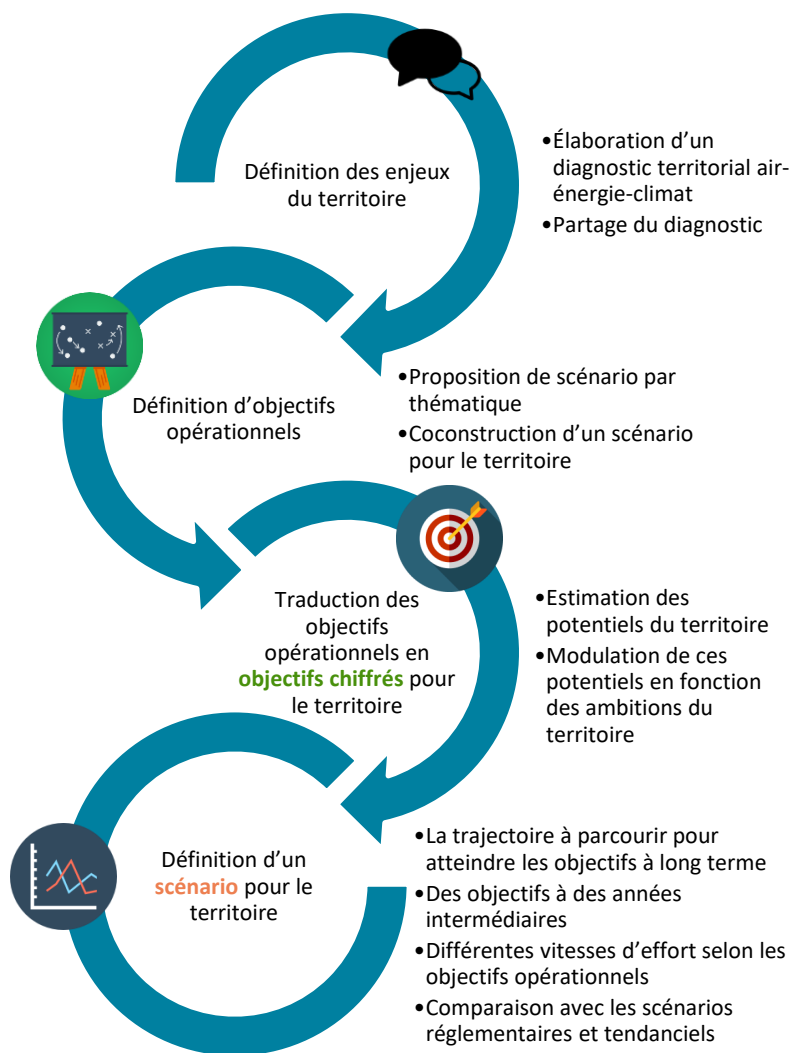 Définition des enjeux
du territoire
•Élaboration d’un
diagnostic territorial air-
énergie-climat
•Partage du diagnostic
Définition d’objectifs
opérationnels
•Proposition de scénario par
thématique
•Coconstruction d’un scénario
pour le territoire
Traduction des
objectifs
opérationnels en
objectifs chiffrés pour
le territoire
•Estimation des
potentiels du territoire
•Modulation de ces
potentiels en fonction
des ambitions du
territoire
Définition d’un
scénario pour le
territoire
•La trajectoire à parcourir pour
atteindre les objectifs à long terme
•Des objectifs à des années
intermédiaires
•Différentes vitesses d’effort selon les
objectifs opérationnels
•Comparaison avec les scénarios
réglementaires et tendanciels